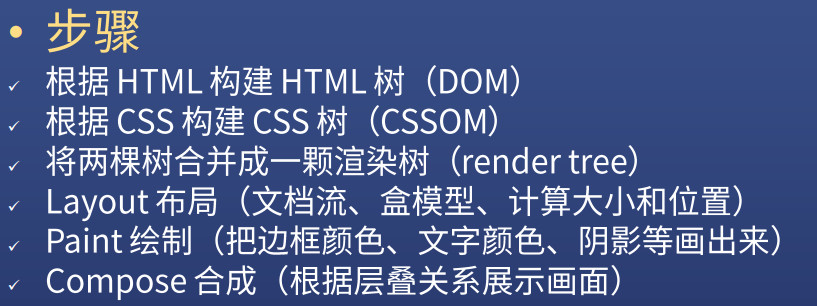 • 步骤
✓ 根据 HTML 构建 HTML 树（DOM）
✓ 根据 CSS 构建 CSS 树（CSSOM）
✓ 将两棵树合并成一颗渲染树（render tree）
✓ Layout 布局（文档流、盒模型、计算大小和位置）
✓ Paint 绘制（把边框颜色、文字颜色、阴影等画出来）
✓ Compose 合成（根据层叠关系展示画面）